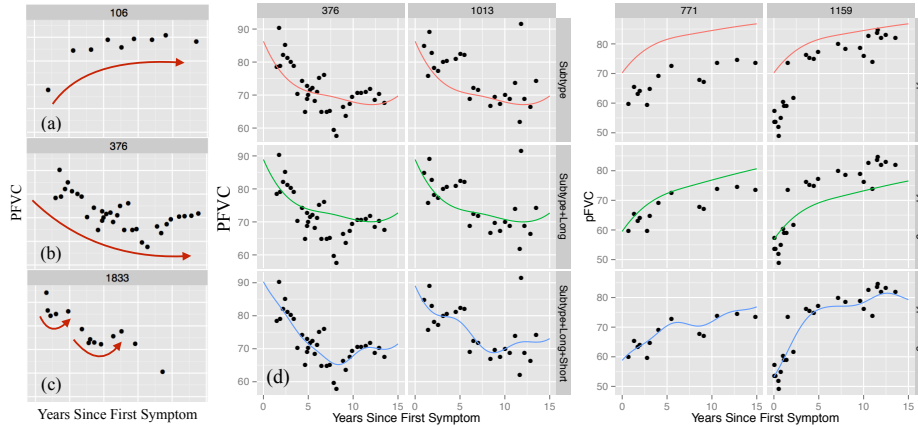 106
(a)
376
(b)
1833
(c)
PFVC
Years Since First Symptom
376 1013
90
80
70
60
Subtype
90
80
70
60
Subtype+Long
90
80
70
60
Subtype+Long+Short
PFVC
(d)
0 5 10 15 0 5 10 15
Years Since First Symptom
771 1159
80
70
60
50
80
70
60
50
80
70
60
50
pFVC
0 5 10 15 0 5 10 15
Years Since First Symptom